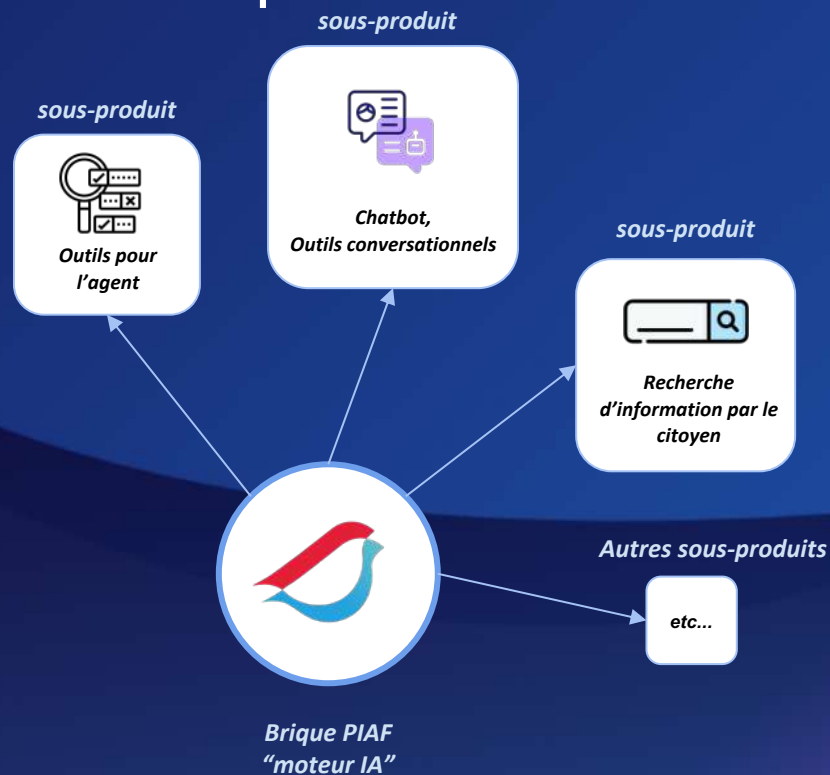 sous-produit
sous-produit
Chatbot,
Outils conversationnels
Outils pour
l’agent
sous-produit
Recherche
d’information par le
citoyen
Autres sous-produits
etc...
Brique PIAF
“moteur IA”